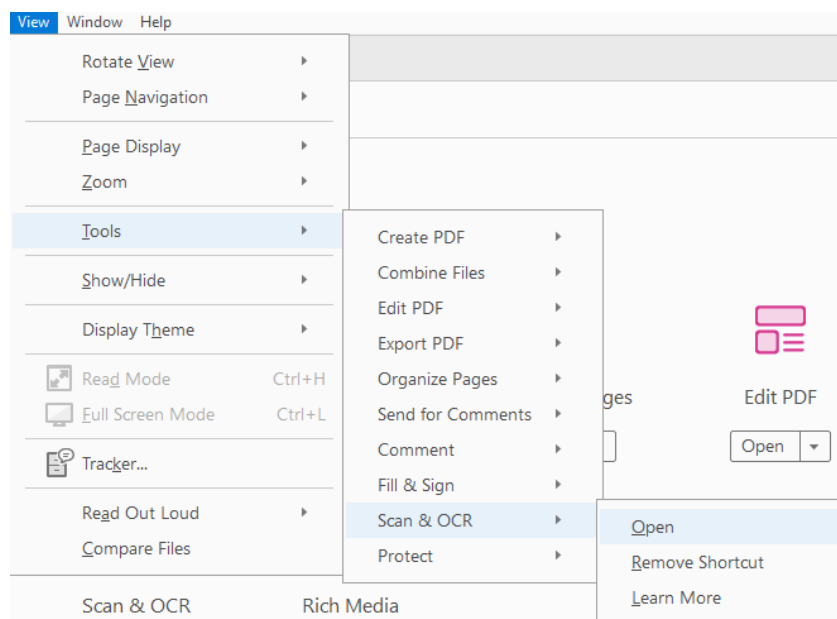 View Window Help
Rotate View
Page Navigation
Page Display
Zoom
Tools
Show/Hide
Display Theme
Read Mode Ctrl+H
Full Screen Mode Ctrl+L
Tracker...
Read Out Loud
Compare Files
Scan & OCR Rich Media
Create PDF
Combine Files
Edit PDF
Export PDF
Organize Pages
Send for Comments
Comment
Fill & Sign
Scan & OCR
Protect
Open
Remove Shortcut
Learn More
ges Edit PDF
Open